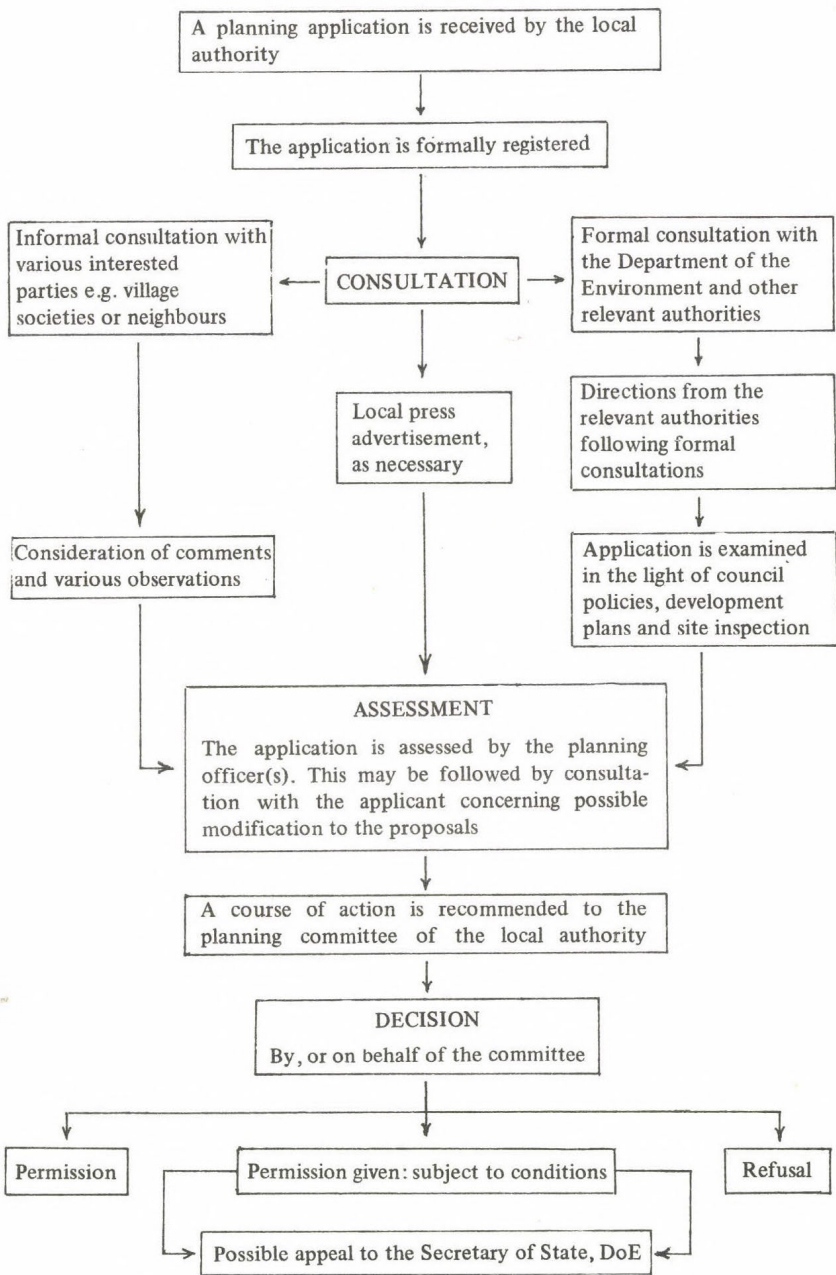 A planning application is received by the local
authority
The application is formally registered
Informal consultation with
various interested
parties e.g. village
societies or neighbours
CONSULTATION
Formal consultation with
the Department of the
Environment and other
relevant authorities
Local press
advertisement,
as necessary
Directions from the
relevant authorities
following formal
consultations
Consideration of comments
and various observations
Application is examined
in the light of council
policies, development
plans and site inspection
ASSESSMENT
The application is assessed by the planning
officer(s). This may be followed by consulta-
tion with the applicant concerning possible
modification to the proposals
A course of action is recommended to the
planning committee of the local authority
DECISION
By, or on behalf of the committee
Permission
Permission given: subject to conditions
Refusal
Possible appeal to the Secretary of State, DoE